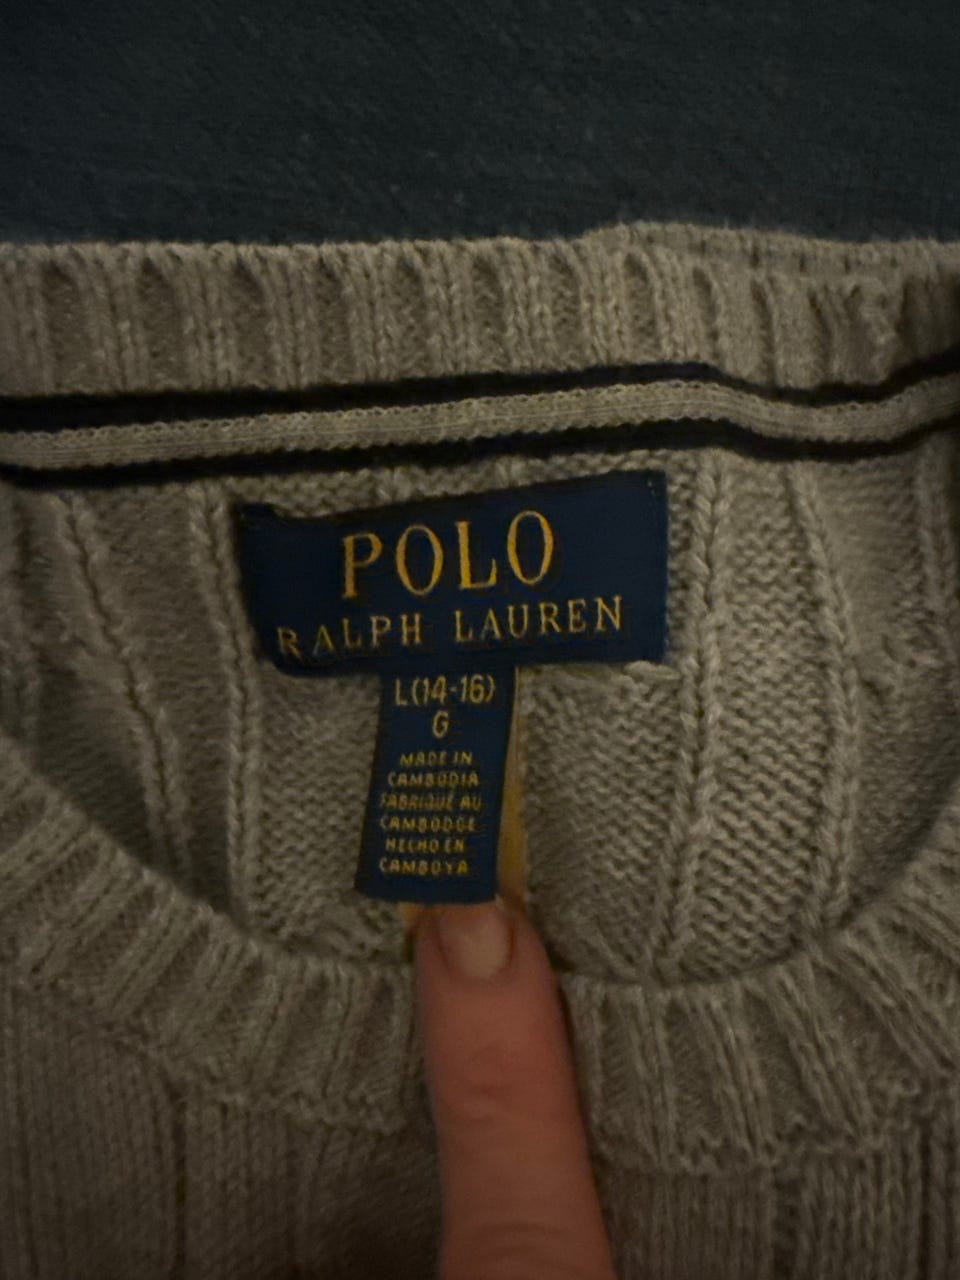 POLO
RALPH LAUREN
L(14-16)
G
MADE IN
CAMBODIA
FABRIQUÉ AU
CAMBODGE
HECHO EN
CAMBOYA